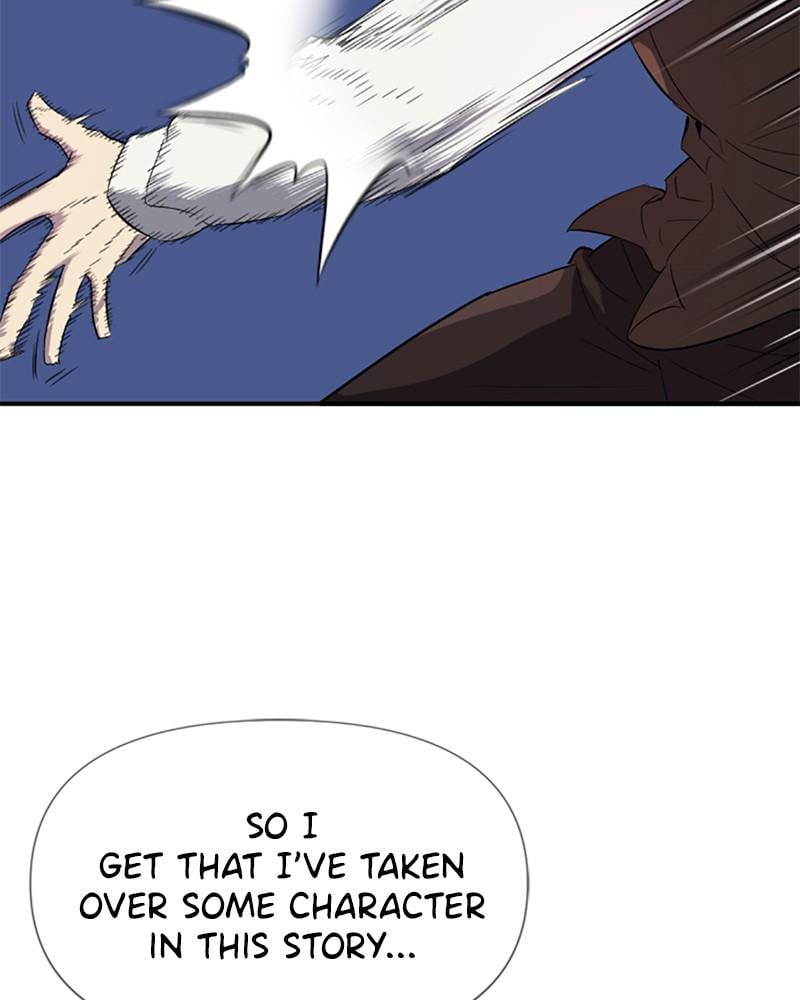 SO I
GET THAT I'VE TAKEN
OVER SOME CHARACTER
IN THIS STORY...